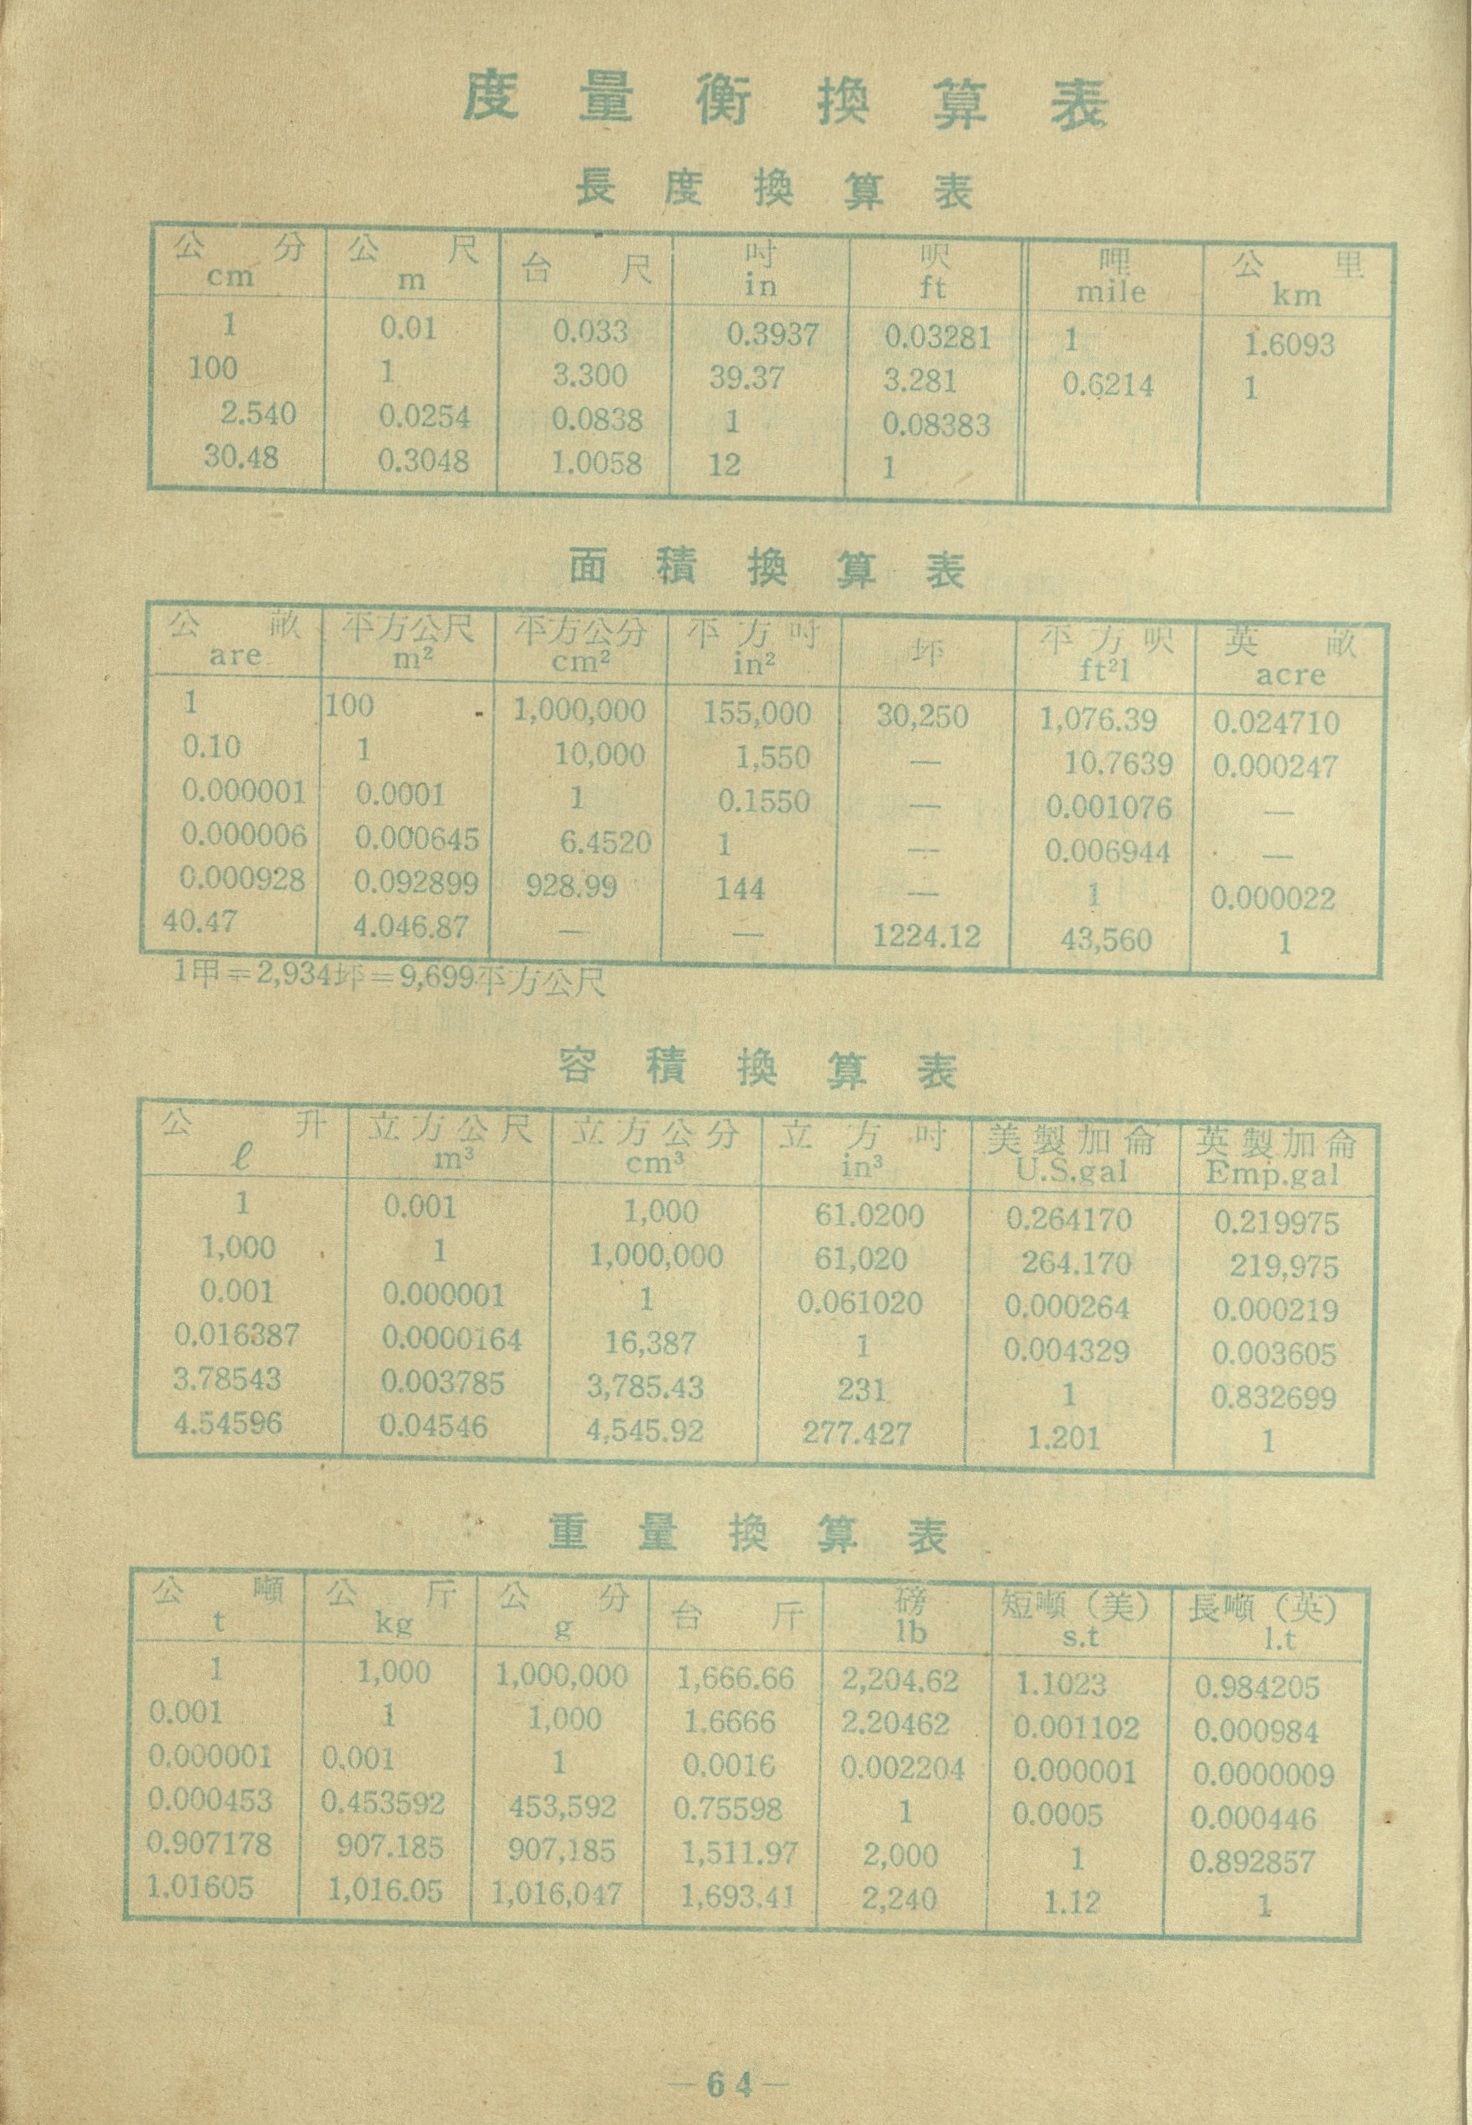 度量衡換算表
長度換算表
公分 cm 公尺 m 台尺 吋 in 呎 ft 哩 mile 公里 km
1 0.01 0.033 0.3937 0.03281 1 1.6093
100 1 3.300 39.37 3.281 0.6214 1
2.540 0.0254 0.0838 1 0.08383
30.48 0.3048 1.0058 12 1
面積換算表
公畝 are 平方公尺 m² 平方公分 cm² 平方吋 in² 坪 平方呎 ft²l 英畝 acre
1 100 1,000,000 155,000 30,250 1,076.39 0.024710
0.10 1 10,000 1,550 — 10.7639 0.000247
0.000001 0.0001 1 0.1550 — 0.001076 —
0.000006 0.000645 6.4520 1 — 0.006944 —
0.000928 0.092899 928.99 144 — 1 0.000022
40.47 4.046.87 — — 1224.12 43,560 1
1甲=2,934坪=9,699平方公尺
容積換算表
公升 ℓ 立方公尺 m³ 立方公分 cm³ 立方吋 in³ 美製加侖 U.S.gal 英製加侖 Emp.gal
1 0.001 1,000 61.0200 0.264170 0.219975
1,000 1 1,000,000 61,020 264.170 219,975
0.001 0.000001 1 0.061020 0.000264 0.000219
0.016387 0.0000164 16,387 1 0.004329 0.003605
3.78543 0.003785 3,785.43 231 1 0.832699
4.54596 0.04546 4,545.92 277.427 1.201 1
重量換算表
公噸 t 公斤 kg 公分 g 台斤 磅 lb 短噸（美） s.t 長噸（英） l.t
1 1,000 1,000,000 1,666.66 2,204.62 1.1023 0.984205
0.001 1 1,000 1.6666 2.20462 0.001102 0.000984
0.000001 0.001 1 0.0016 0.002204 0.000001 0.0000009
0.000453 0.453592 453,592 0.75598 1 0.0005 0.000446
0.907178 907.185 907,185 1,511.97 2,000 1 0.892857
1.01605 1,016.05 1,016,047 1,693.41 2,240 1.12 1
—64—